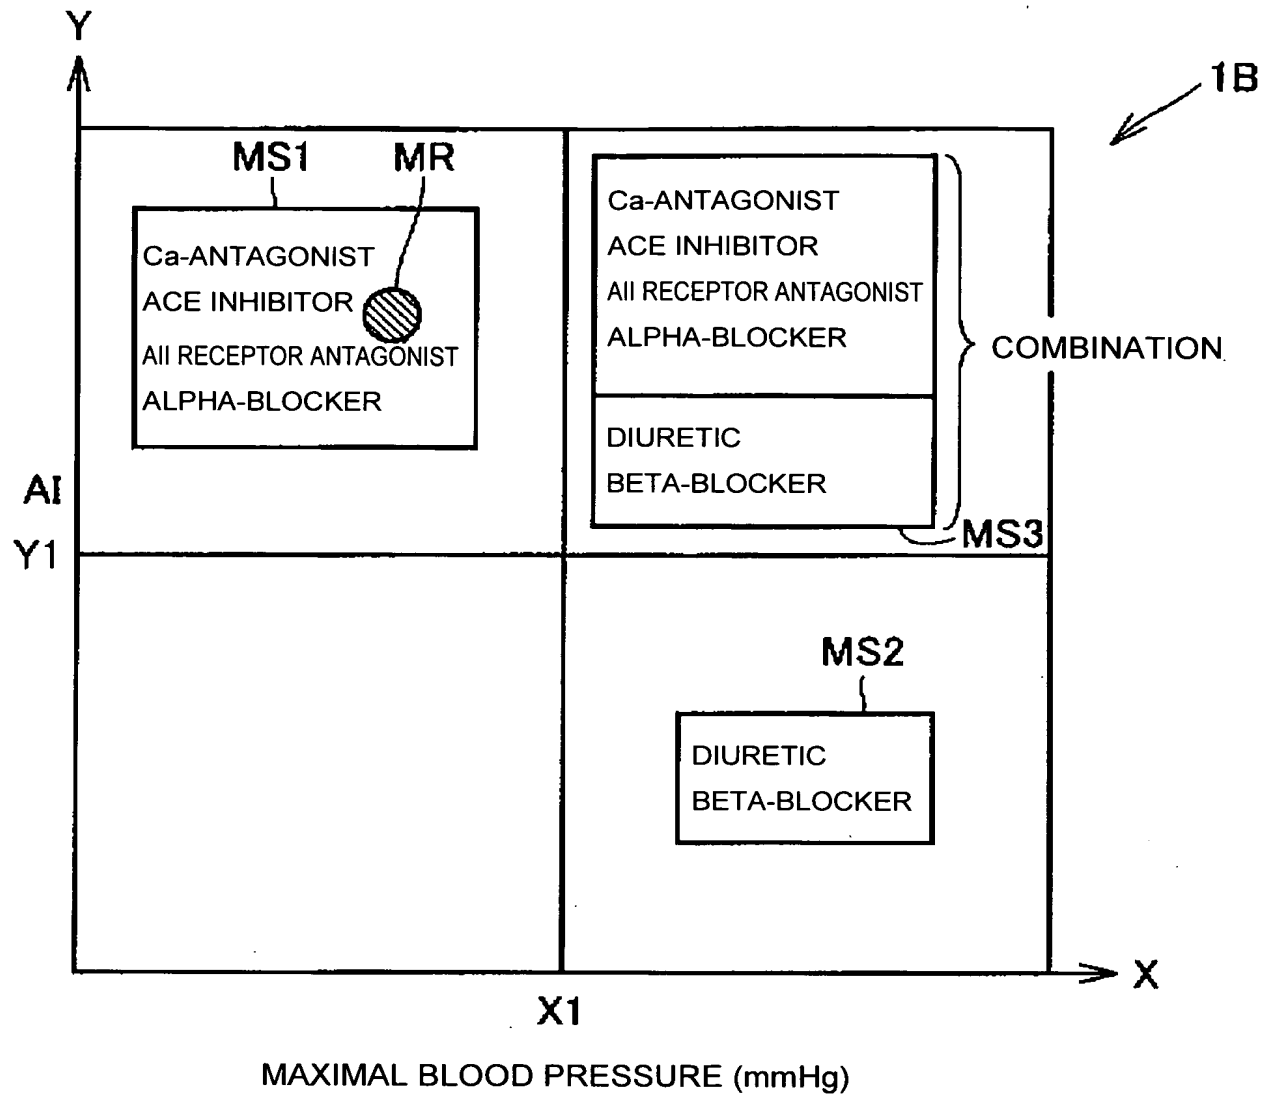 Y
1B
MS1
MR
Ca-ANTAGONIST
ACE INHIBITOR
AII RECEPTOR ANTAGONIST
ALPHA-BLOCKER
Ca-ANTAGONIST
ACE INHIBITOR
AII RECEPTOR ANTAGONIST
ALPHA-BLOCKER
DIURETIC
BETA-BLOCKER
COMBINATION
MS3
AI
Y1
MS2
DIURETIC
BETA-BLOCKER
X
X1
MAXIMAL BLOOD PRESSURE (mmHg)